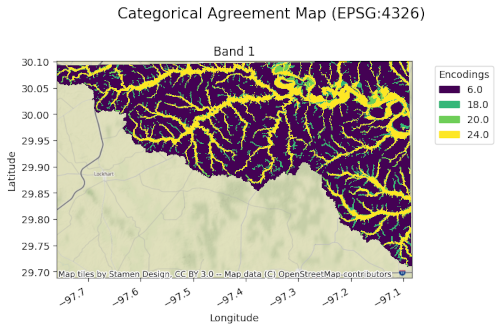 Categorical Agreement Map (EPSG:4326)
Band 1
30.10
30.05
30.00
29.95
29.90
29.85
29.80
29.75
29.70
Latitude
Lockhart
Map tiles by Stamen Design, CC BY 3.0 -- Map data (C) OpenStreetMap contributors
−97.7
−97.6
−97.5
−97.4
−97.3
−97.2
−97.1
Longitude
Encodings
6.0
18.0
20.0
24.0